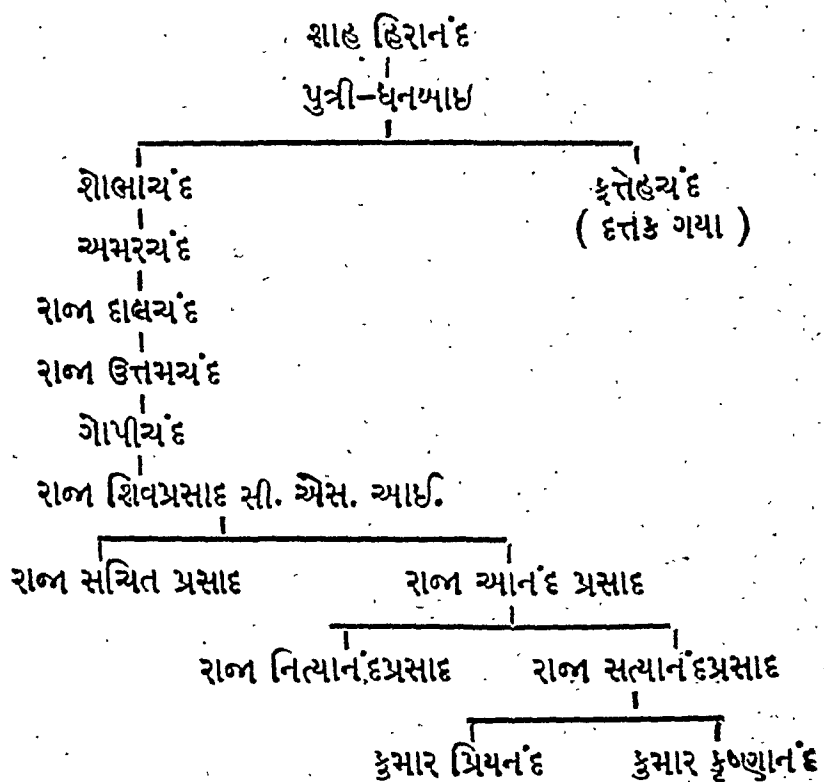 શાહ હિરાનંદ
પુત્રી-ધનબાઇ
શેાભાચંદ ફત્તેહચંદ
( દત્તક ગયા )
અમરચંદ
રાજા દાલચંદ
રાજા ઉત્તમચંદ
ગેાપીચંદ
રાજા શિવપ્રસાદ સી. એસ. આઈ.
રાજા સચિત પ્રસાદ રાજા આનંદ પ્રસાદ
રાજા નિત્યાનંદપ્રસાદ રાજા સત્યાનંદપ્રસાદ
કુમાર પ્રિયનંદ કુમાર કૃષ્ણાનંદ